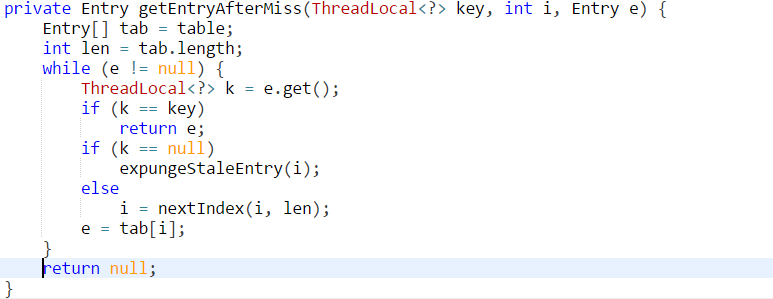 private Entry getEntryAfterMiss(ThreadLocal<?> key, int i, Entry e) {
    Entry[] tab = table;
    int len = tab.length;
    while (e != null) {
        ThreadLocal<?> k = e.get();
        if (k == key)
            return e;
        if (k == null)
            expungeStaleEntry(i);
        else
            i = nextIndex(i, len);
        e = tab[i];
    }
    return null;
}